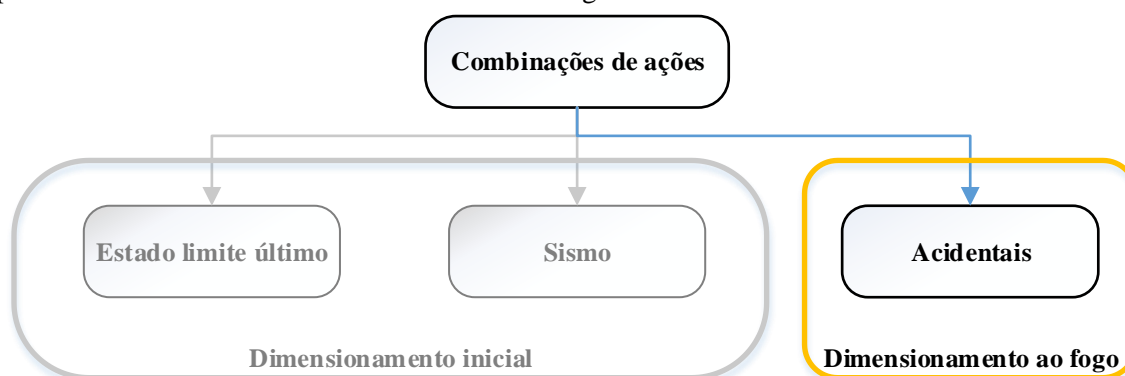 Combinações de ações
Estado limite último
Sismo
Acidentais
Dimensionamento inicial
Dimensionamento ao fogo